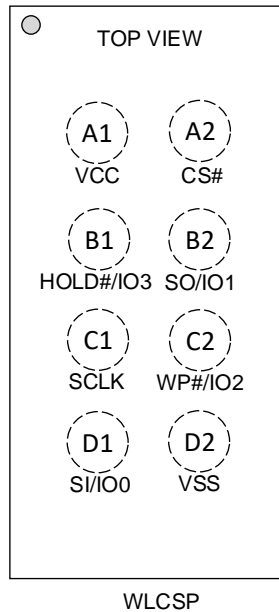 TOP VIEW
A1 A2
VCC CS#
B1 B2
HOLD#/IO3 SO/IO1
C1 C2
SCLK WP#/IO2
D1 D2
SI/IO0 VSS
WLCSP